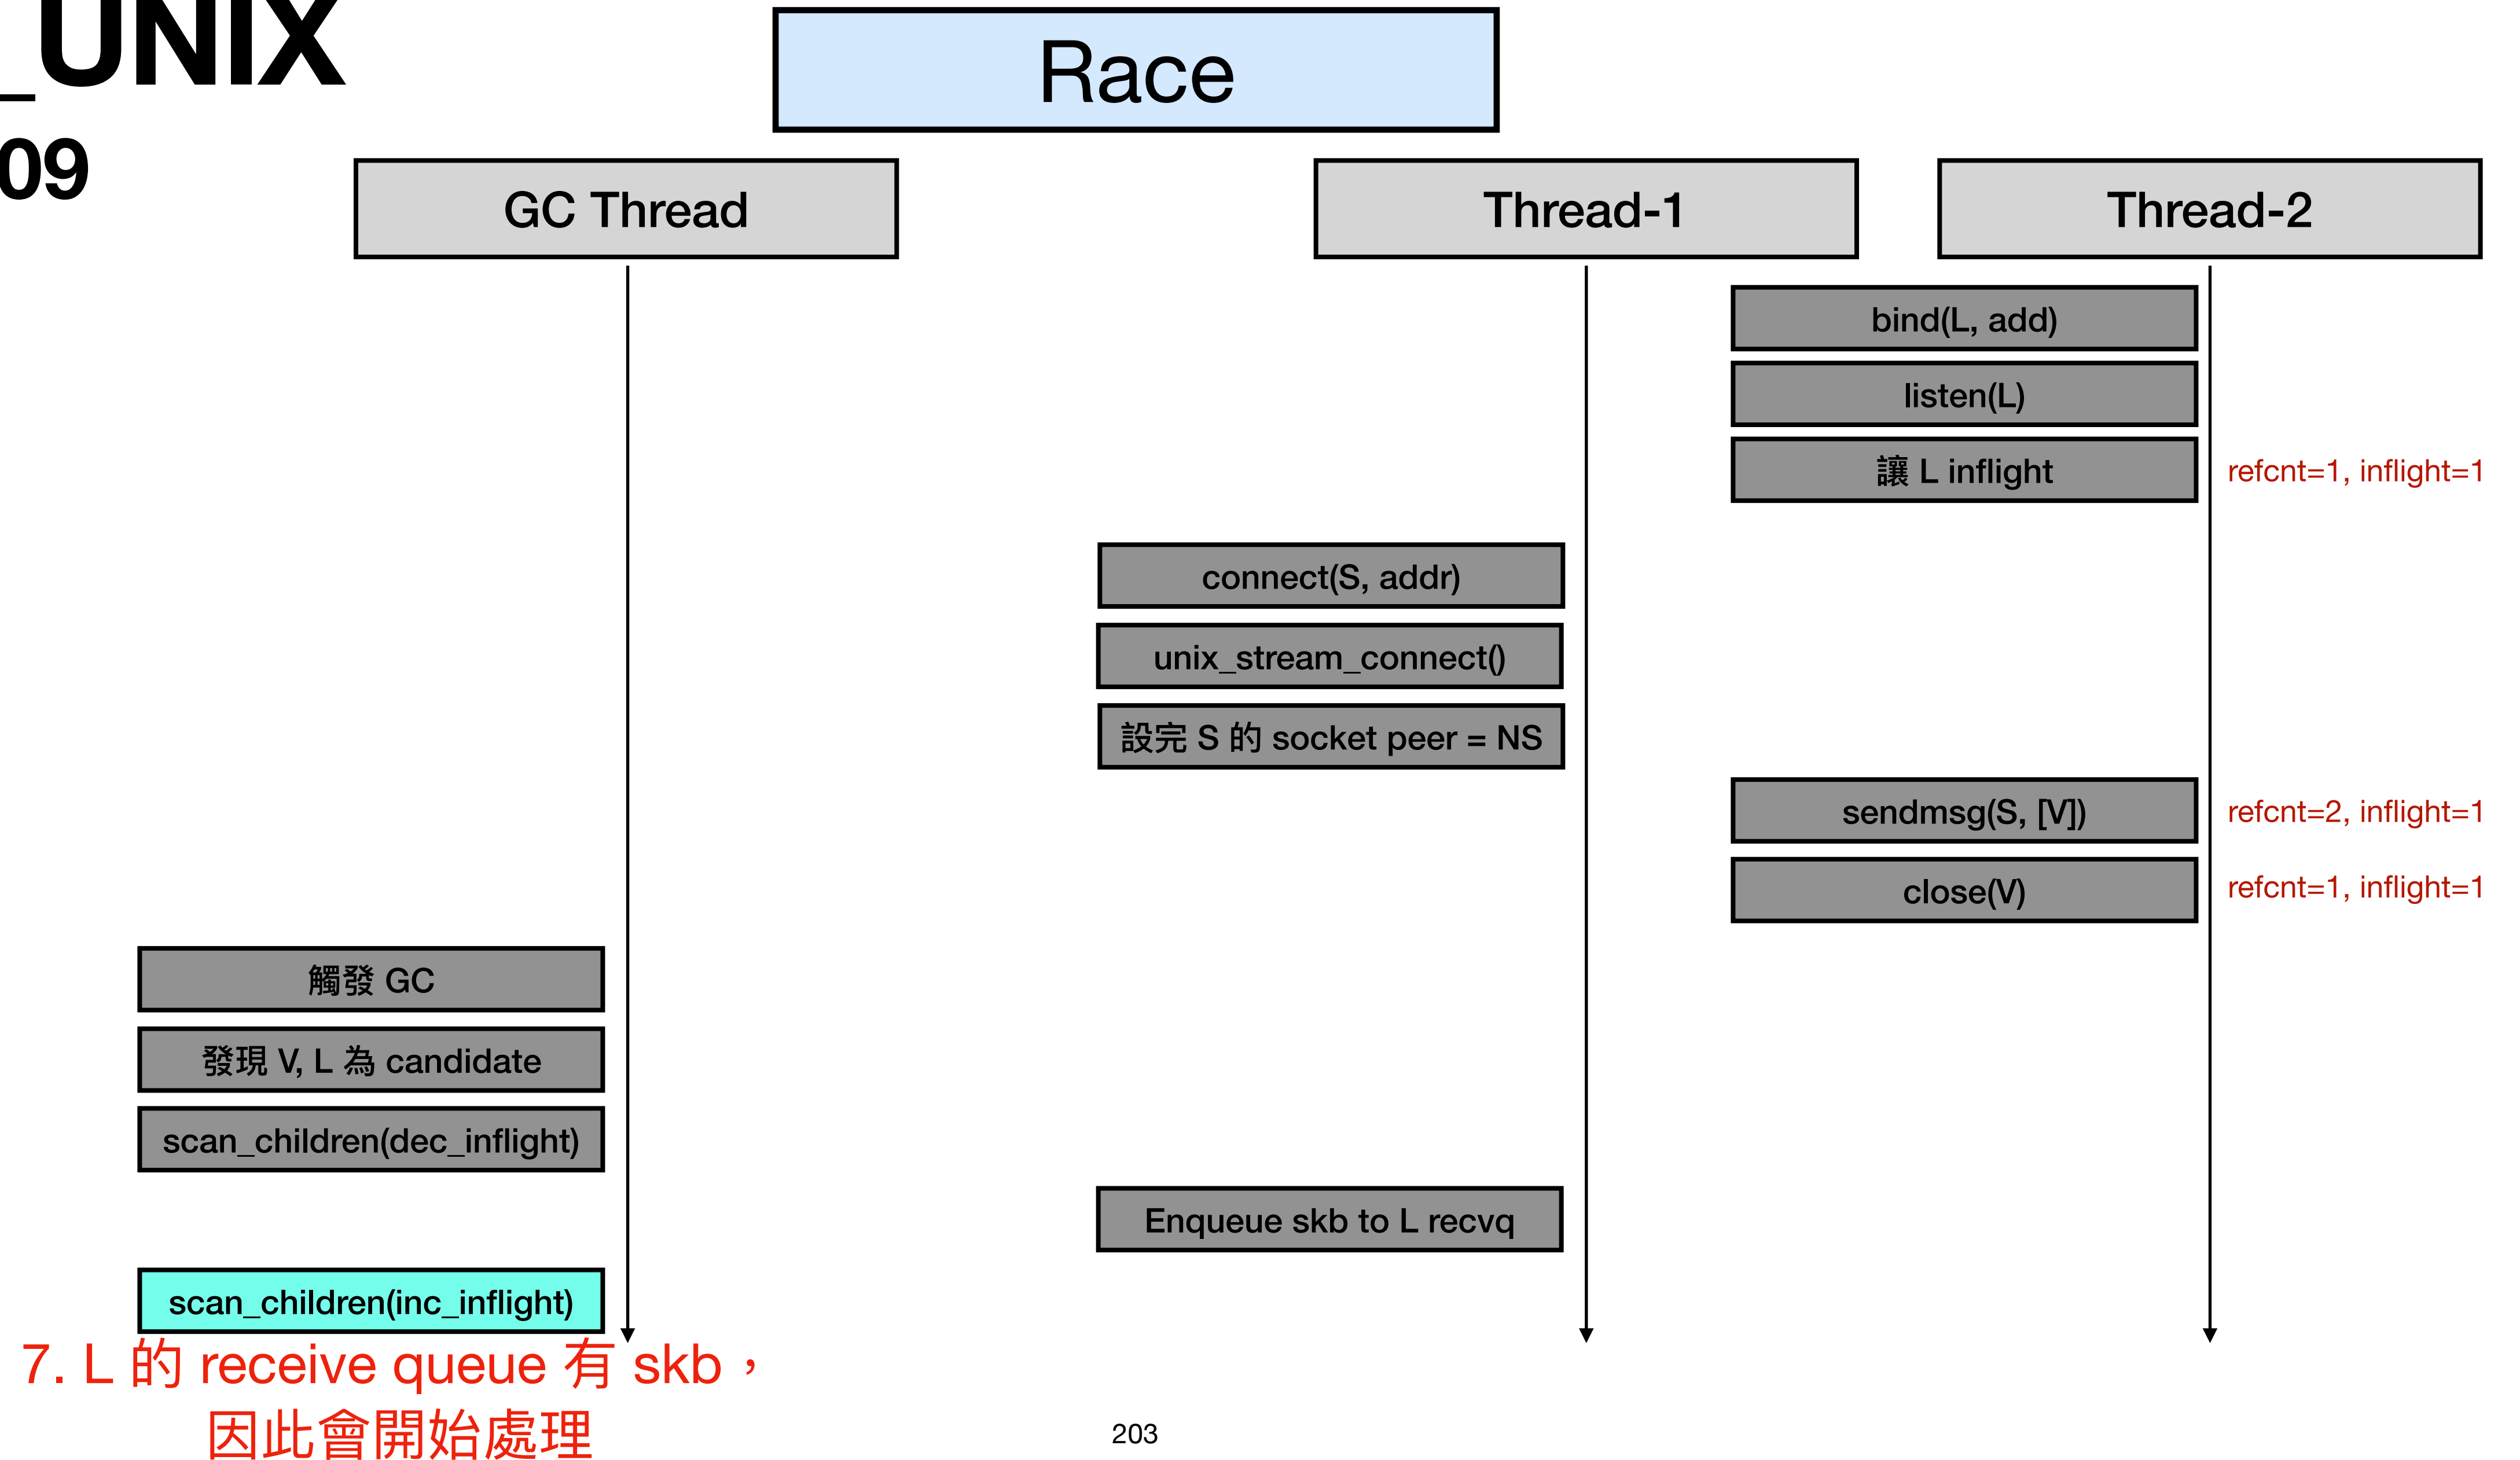 _UNIX
09
Race
GC Thread
Thread-1
Thread-2
bind(L, add)
listen(L)
讓 L inflight
refcnt=1, inflight=1
connect(S, addr)
unix_stream_connect()
設完 S 的 socket peer = NS
sendmsg(S, [V])
refcnt=2, inflight=1
close(V)
refcnt=1, inflight=1
觸發 GC
發現 V, L 為 candidate
scan_children(dec_inflight)
Enqueue skb to L recvq
scan_children(inc_inflight)
7. L 的 receive queue 有 skb，
因此會開始處理
203